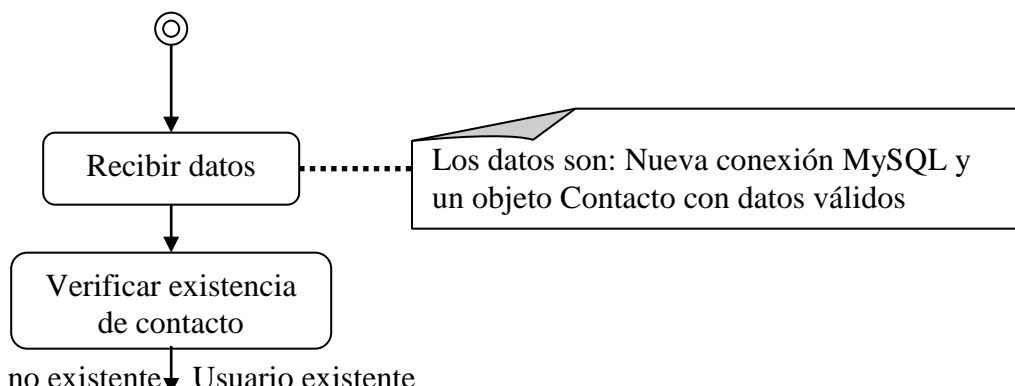 Recibir datos
Los datos son: Nueva conexión MySQL y
un objeto Contacto con datos válidos
Verificar existencia
de contacto
no existente Usuario existente